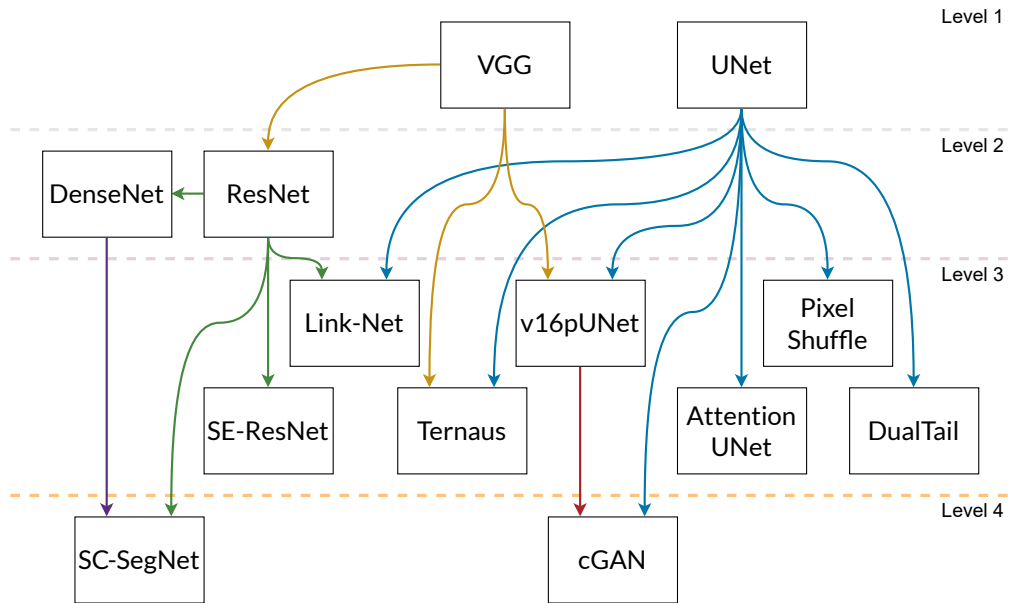 Level 1
VGG
UNet
Level 2
DenseNet
ResNet
Level 3
Link-Net
v16pUNet
Pixel
Shuffle
SE-ResNet
Ternaus
Attention
UNet
DualTail
Level 4
SC-SegNet
cGAN